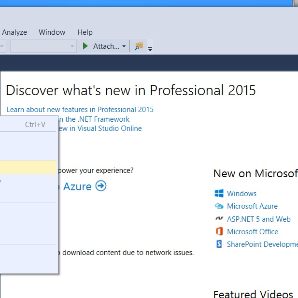 Analyze Window Help
Attach...
Discover what's new in Professional 2015
Learn about new features in Professional 2015
in the .NET Framework
ew in Visual Studio Online
Ctrl+V
power your experience?
Azure
New on Microsof
Windows
Microsoft Azure
ASP.NET 5 and Web
Microsoft Office
SharePoint Developme
o download content due to network issues.
Featured Videos